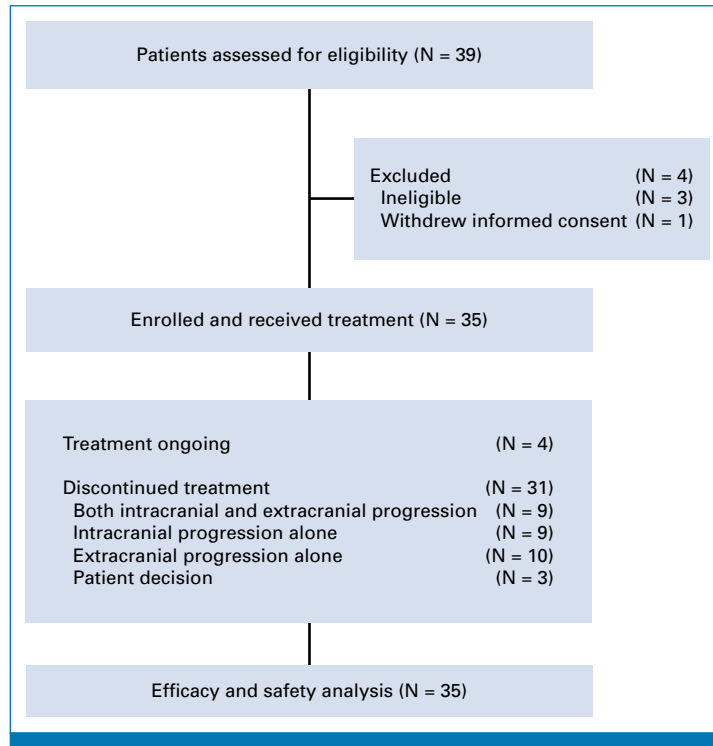 Patients assessed for eligibility (N = 39)
Excluded (N = 4)
Ineligible (N = 3)
Withdrew informed consent (N = 1)
Enrolled and received treatment (N = 35)
Treatment ongoing (N = 4)
Discontinued treatment (N = 31)
Both intracranial and extracranial progression (N = 9)
Intracranial progression alone (N = 9)
Extracranial progression alone (N = 10)
Patient decision (N = 3)
Efficacy and safety analysis (N = 35)